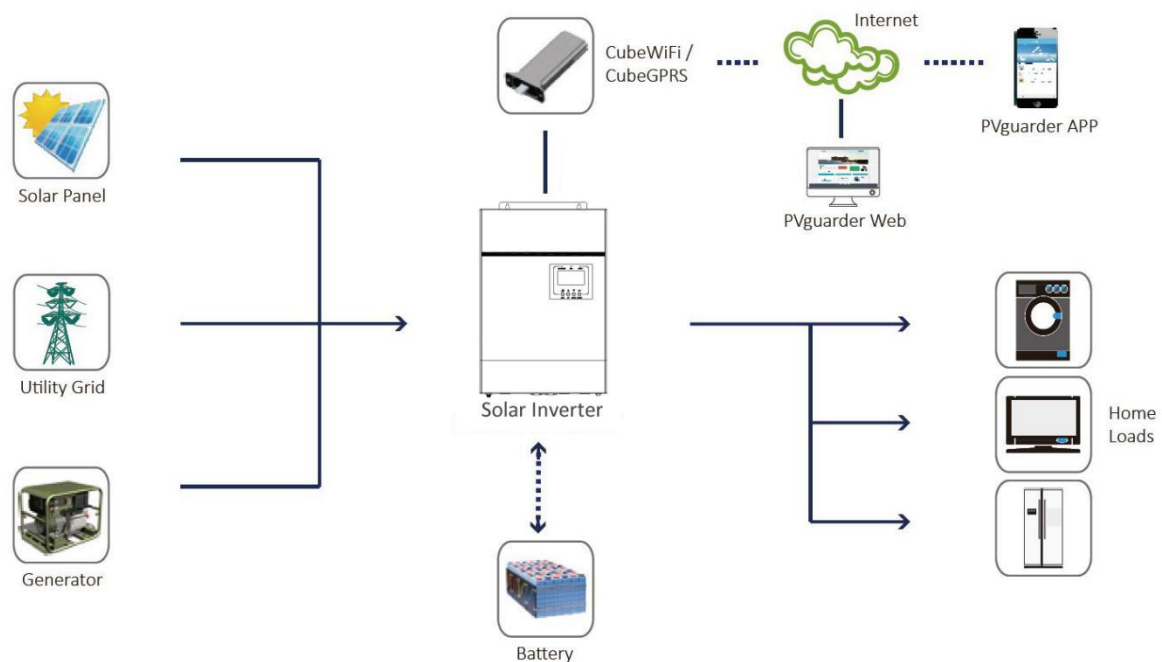 Internet
CubeWiFi /
CubeGPRS
PVguarder APP
Solar Panel
PVguarder Web
Utility Grid
Solar Inverter
Home
Loads
Generator
Battery